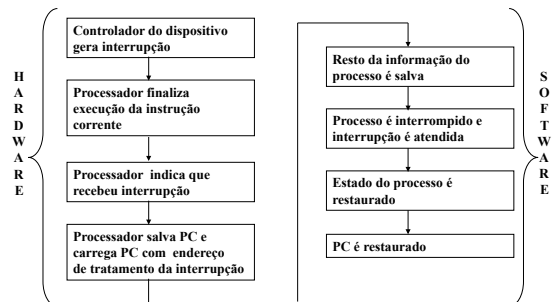 HARDWARE
Controlador do dispositivo
gera interrupção
Processador finaliza
execução da instrução
corrente
Processador indica que
recebeu interrupção
Processador salva PC e
carrega PC com endereço
de tratamento da interrupção
Resto da informação do
processo é salva
Processo é interrompido e
interrupção é atendida
Estado do processo é
restaurado
PC é restaurado
SOFTWARE